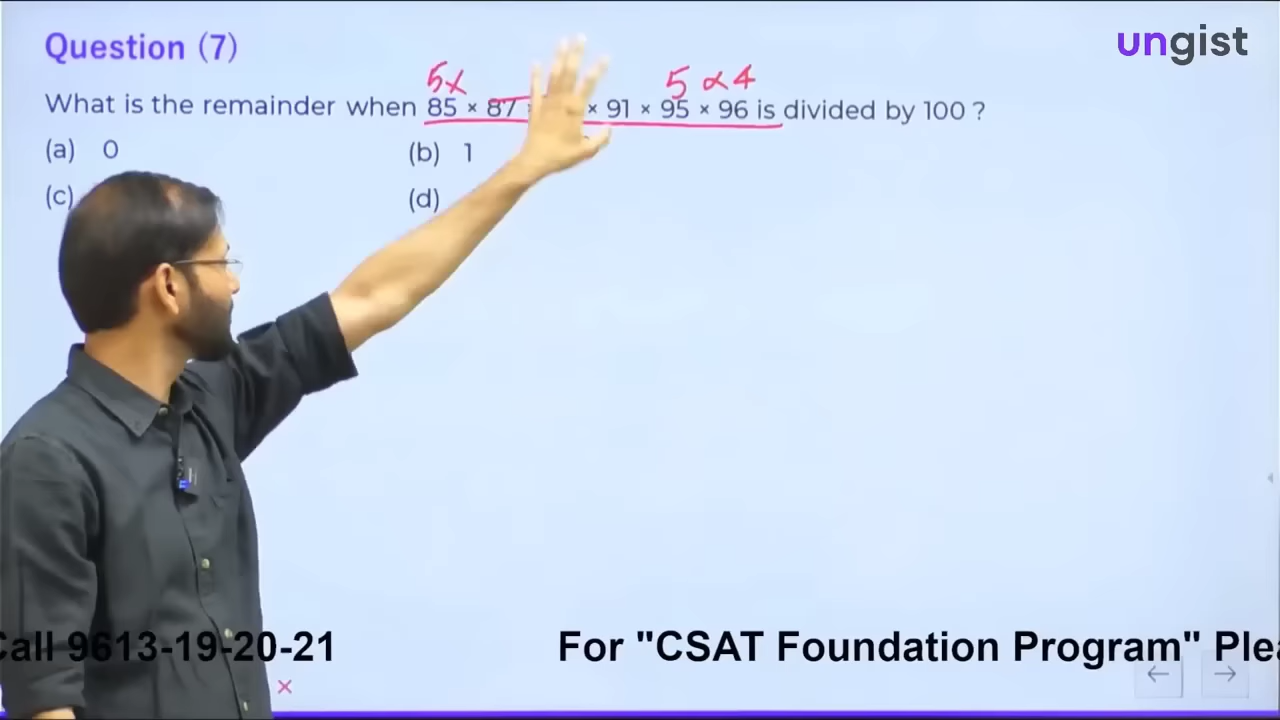 Question (7)
ungist
5x 5 x 4
What is the remainder when 85 × 87 × 91 × 95 × 96 is divided by 100 ?
(a) 0 (b) 1
(c) (d)
Call 9613-19-20-21 For "CSAT Foundation Program" Plea